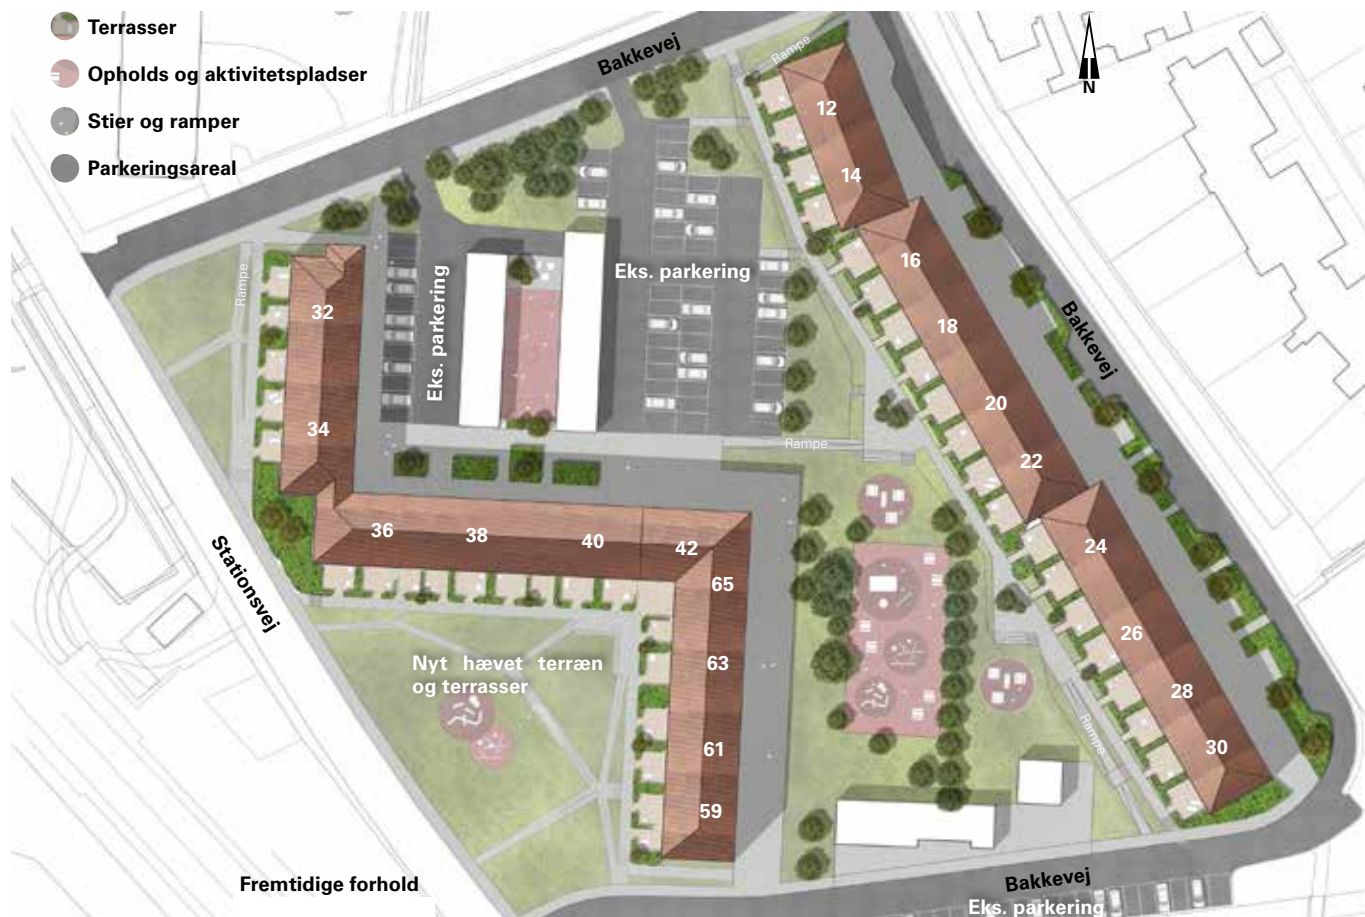 Terrasser
Opholds og aktivitetspladser
Stier og ramper
Parkeringsareal
Bakkevej
Rampe
N
12
14
16
18
20
22
24
26
28
30
Bakkevej
Eks. parkering
Eks. parkering
Rampe
32
34
36
38
40
42
65
63
61
59
Rampe
Rampe
Stationsvej
Nyt hævet terræn
og terrasser
Fremtidige forhold
Bakkevej
Eks. parkering